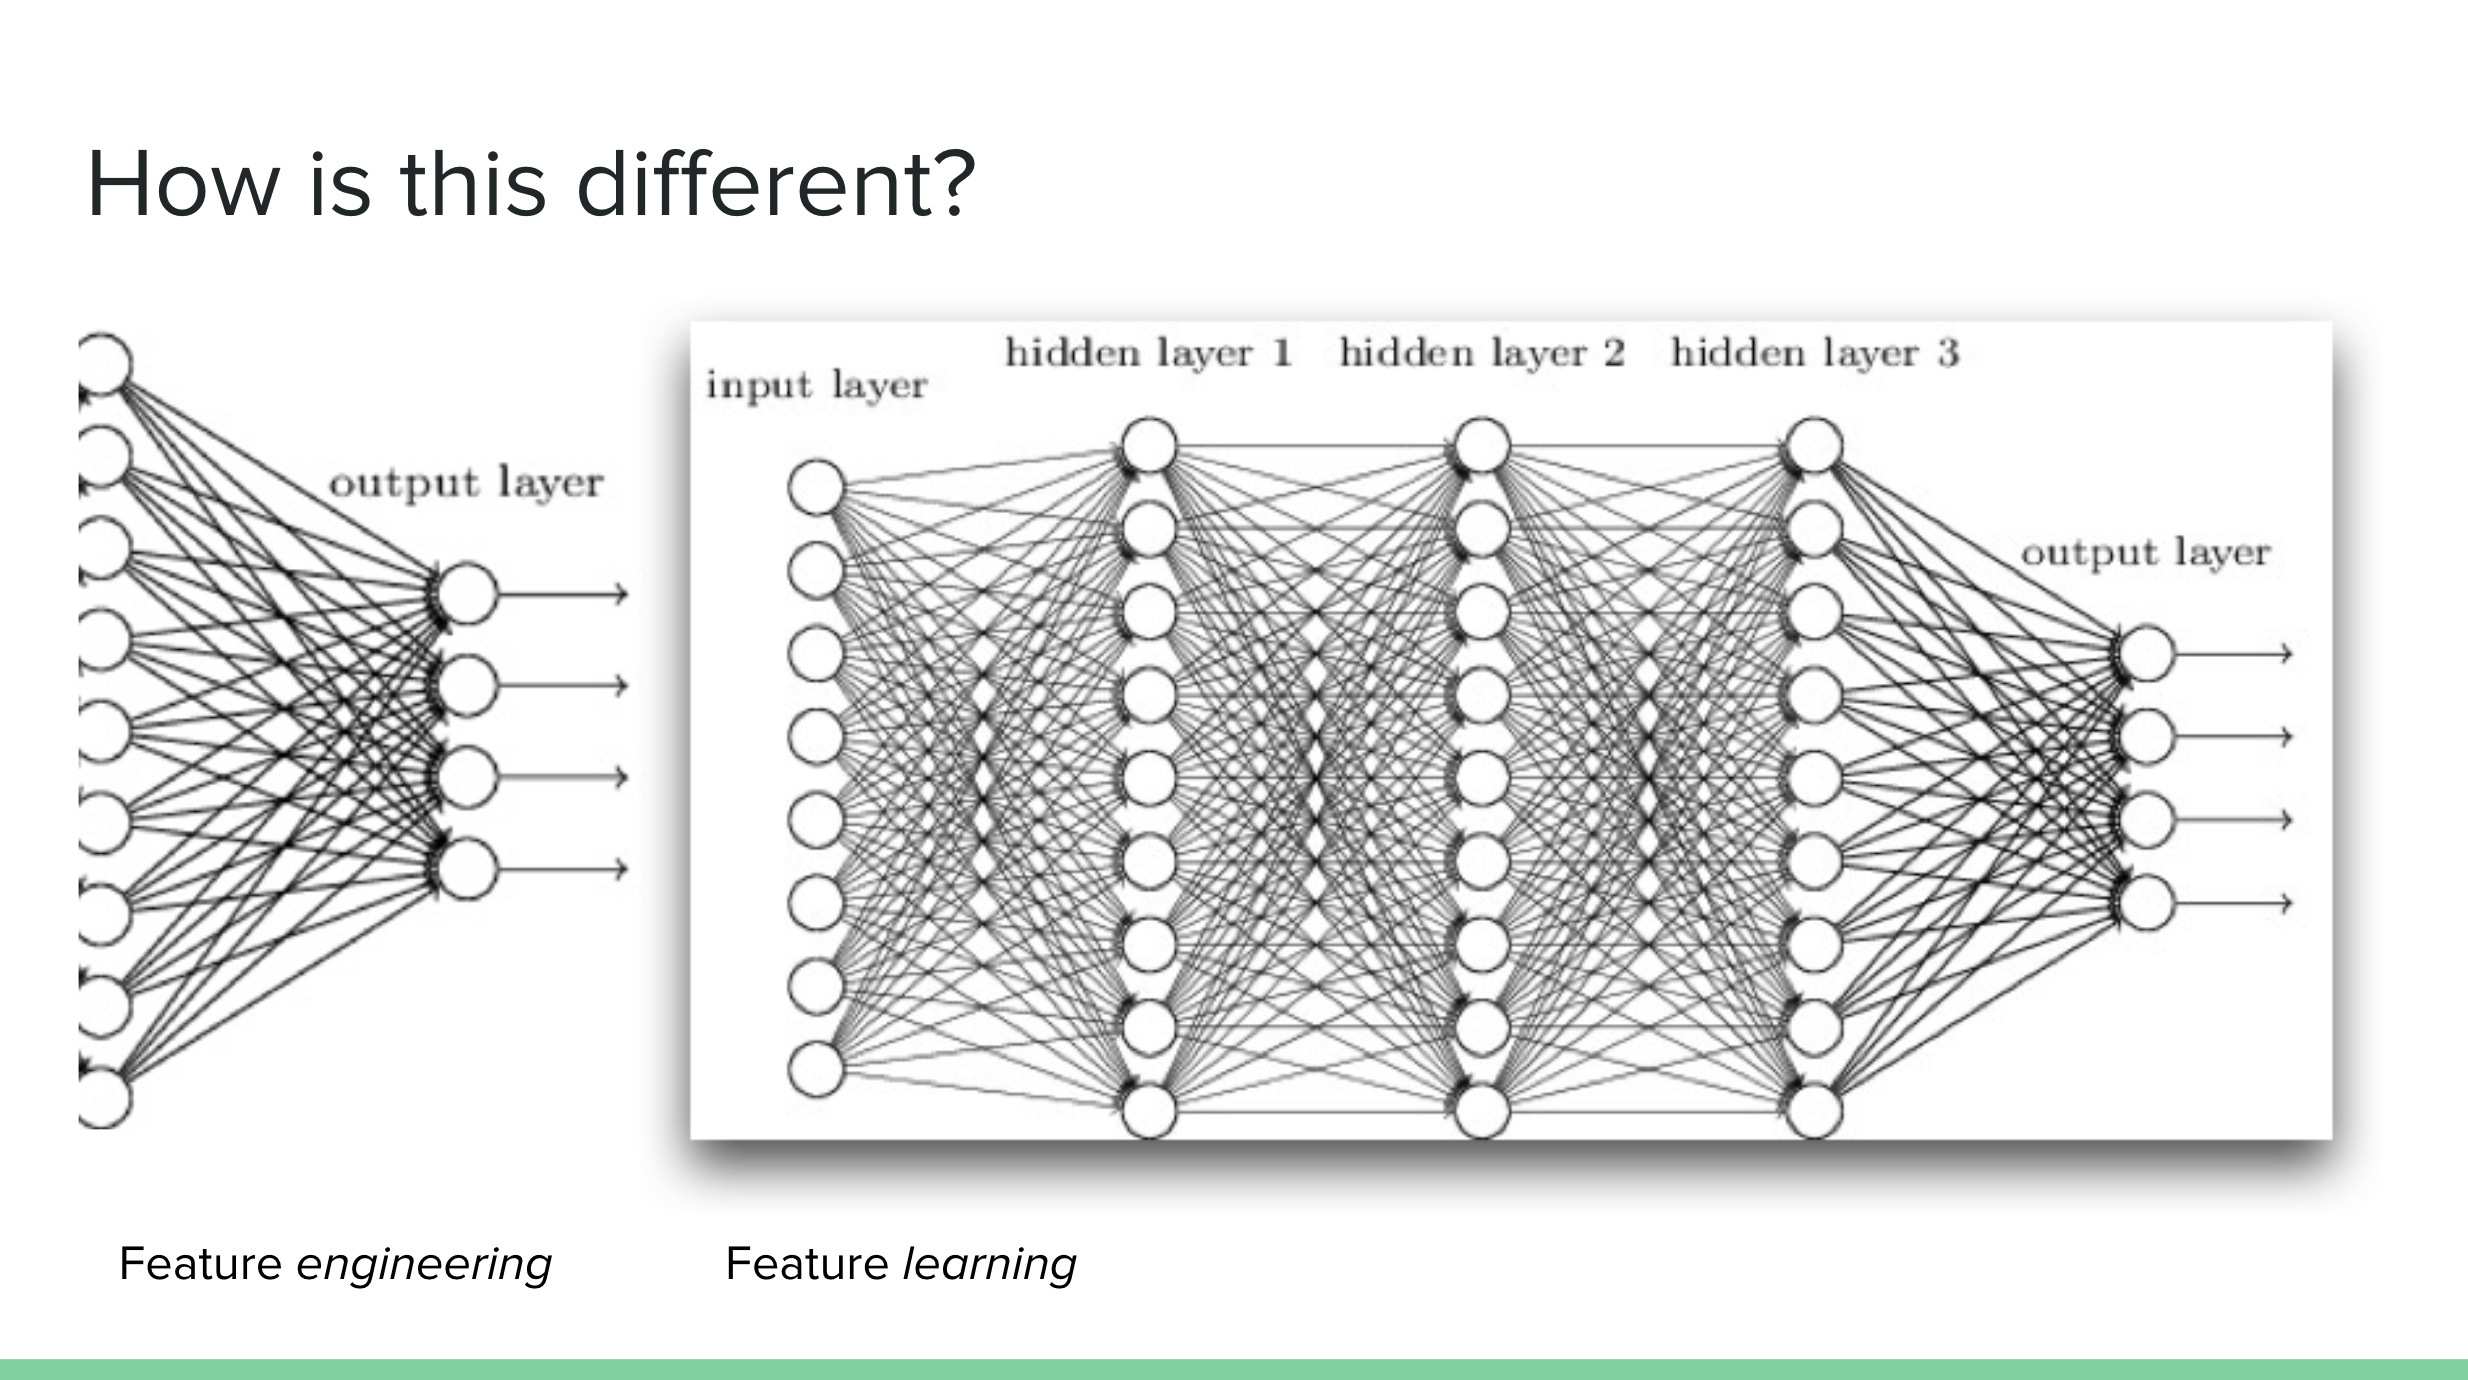 How is this different?
output layer
input layer
hidden layer 1
hidden layer 2
hidden layer 3
output layer
Feature engineering
Feature learning